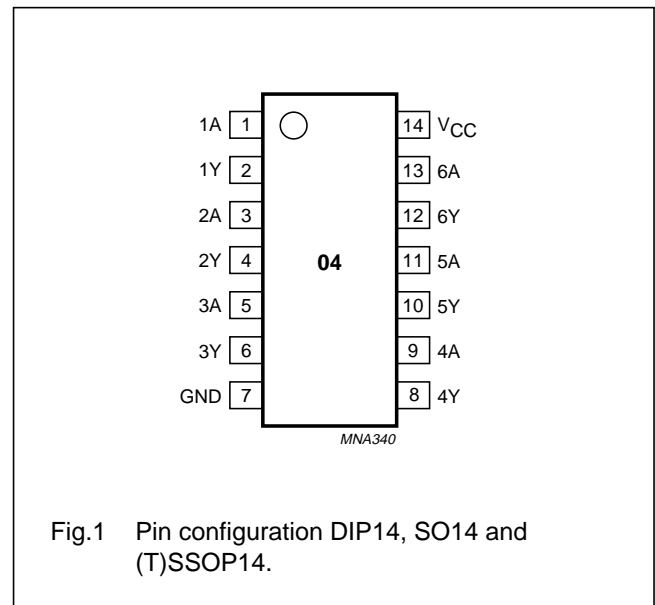 1A 1 14 VCC
1Y 2 13 6A
2A 3 12 6Y
2Y 4 04 11 5A
3A 5 10 5Y
3Y 6 9 4A
GND 7 8 4Y
MNA340
Fig.1 Pin configuration DIP14, SO14 and
(T)SSOP14.